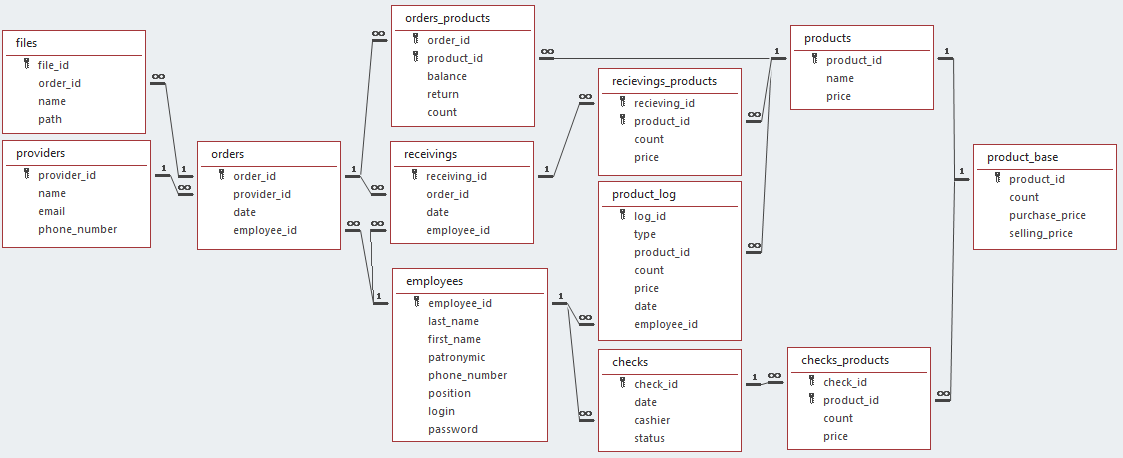 files
file_id
order_id
name
path
providers
provider_id
name
email
phone_number
orders
order_id
provider_id
date
employee_id
orders_products
order_id
product_id
balance
return
count
receivings
receiving_id
order_id
date
employee_id
employees
employee_id
last_name
first_name
patronymic
phone_number
position
login
password
recievings_products
recieving_id
product_id
count
price
product_log
log_id
type
product_id
count
price
date
employee_id
checks
check_id
date
cashier
status
products
product_id
name
price
checks_products
check_id
product_id
count
price
product_base
product_id
count
purchase_price
selling_price
∞
1
1
∞
1
∞
∞
∞
∞
1
1
∞
∞
1
∞
∞
1
∞
∞
1
∞
1
1
∞